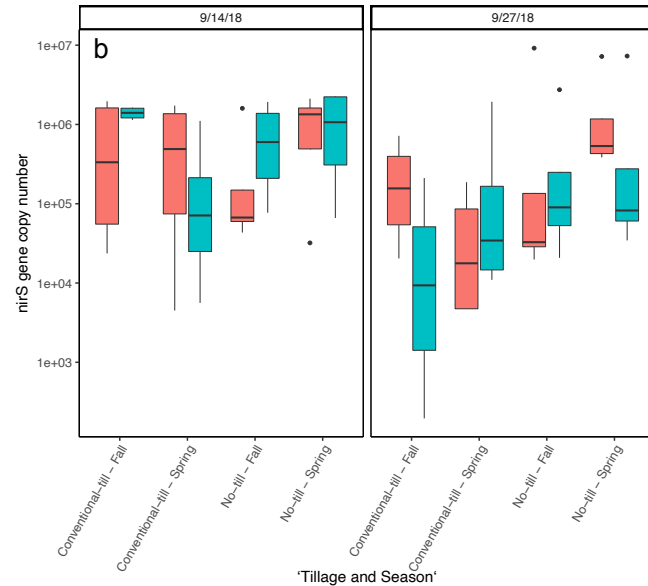 9/14/18
9/27/18
b
1e+07
1e+06
1e+05
1e+04
1e+03
nirS gene copy number
Conventional−till − Fall
Conventional−till − Spring
No−till − Fall
No−till − Spring
Conventional−till − Fall
Conventional−till − Spring
No−till − Fall
No−till − Spring
'Tillage and Season'